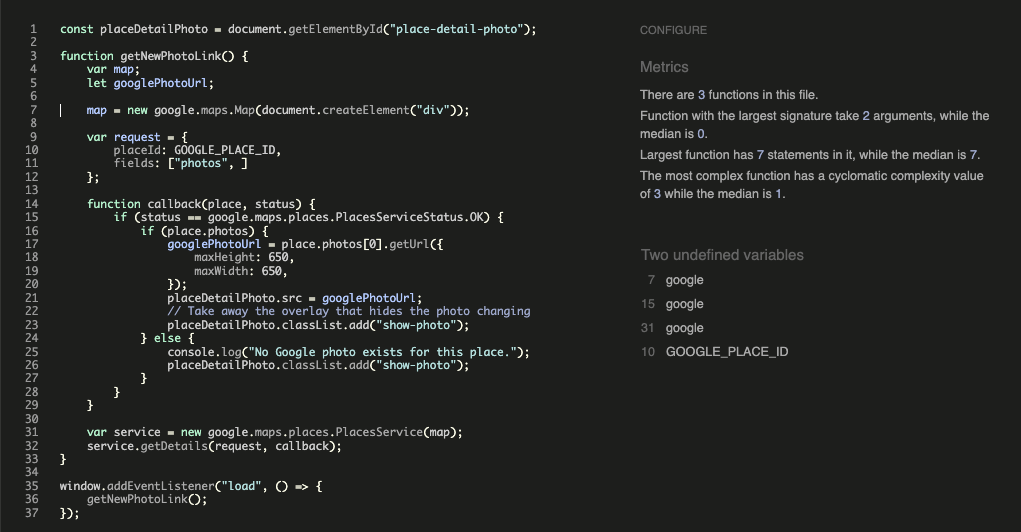 1 const placeDetailPhoto = document.getElementById("place-detail-photo");
2
3 function getNewPhotoLink() {
4     var map;
5     let googlePhotoUrl;
6
7     map = new google.maps.Map(document.createElement("div"));
8
9     var request = {
10         placeId: GOOGLE_PLACE_ID,
11         fields: ["photos", ]
12     };
13
14     function callback(place, status) {
15         if (status == google.maps.places.PlacesServiceStatus.OK) {
16             if (place.photos) {
17                 googlePhotoUrl = place.photos[0].getUrl({
18                     maxHeight: 650,
19                     maxWidth: 650,
20                 });
21                 placeDetailPhoto.src = googlePhotoUrl;
22                 // Take away the overlay that hides the photo changing
23                 placeDetailPhoto.classList.add("show-photo");
24             } else {
25                 console.log("No Google photo exists for this place.");
26                 placeDetailPhoto.classList.add("show-photo");
27             }
28         }
29     }
30
31     var service = new google.maps.places.PlacesService(map);
32     service.getDetails(request, callback);
33 }
34
35 window.addEventListener("load", () => {
36     getNewPhotoLink();
37 });
CONFIGURE
Metrics
There are 3 functions in this file.
Function with the largest signature take 2 arguments, while the
median is 0.
Largest function has 7 statements in it, while the median is 7.
The most complex function has a cyclomatic complexity value
of 3 while the median is 1.
Two undefined variables
7 google
15 google
31 google
10 GOOGLE_PLACE_ID